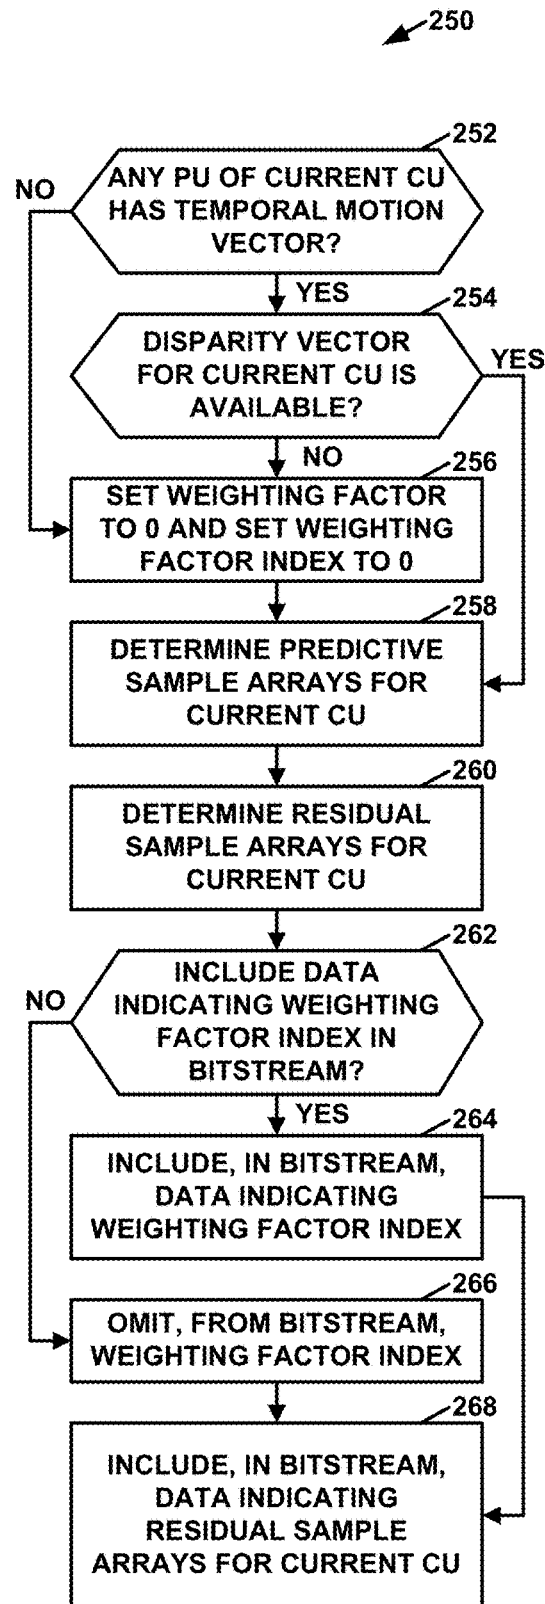 250
252
NO
ANY PU OF CURRENT CU
HAS TEMPORAL MOTION
VECTOR?
YES
254
DISPARITY VECTOR
FOR CURRENT CU IS
AVAILABLE?
YES
NO
256
SET WEIGHTING FACTOR
TO 0 AND SET WEIGHTING
FACTOR INDEX TO 0
258
DETERMINE PREDICTIVE
SAMPLE ARRAYS FOR
CURRENT CU
260
DETERMINE RESIDUAL
SAMPLE ARRAYS FOR
CURRENT CU
262
NO
INCLUDE DATA
INDICATING WEIGHTING
FACTOR INDEX IN
BITSTREAM?
YES
264
INCLUDE, IN BITSTREAM,
DATA INDICATING
WEIGHTING FACTOR INDEX
266
OMIT, FROM BITSTREAM,
WEIGHTING FACTOR INDEX
268
INCLUDE, IN BITSTREAM,
DATA INDICATING
RESIDUAL SAMPLE
ARRAYS FOR CURRENT CU